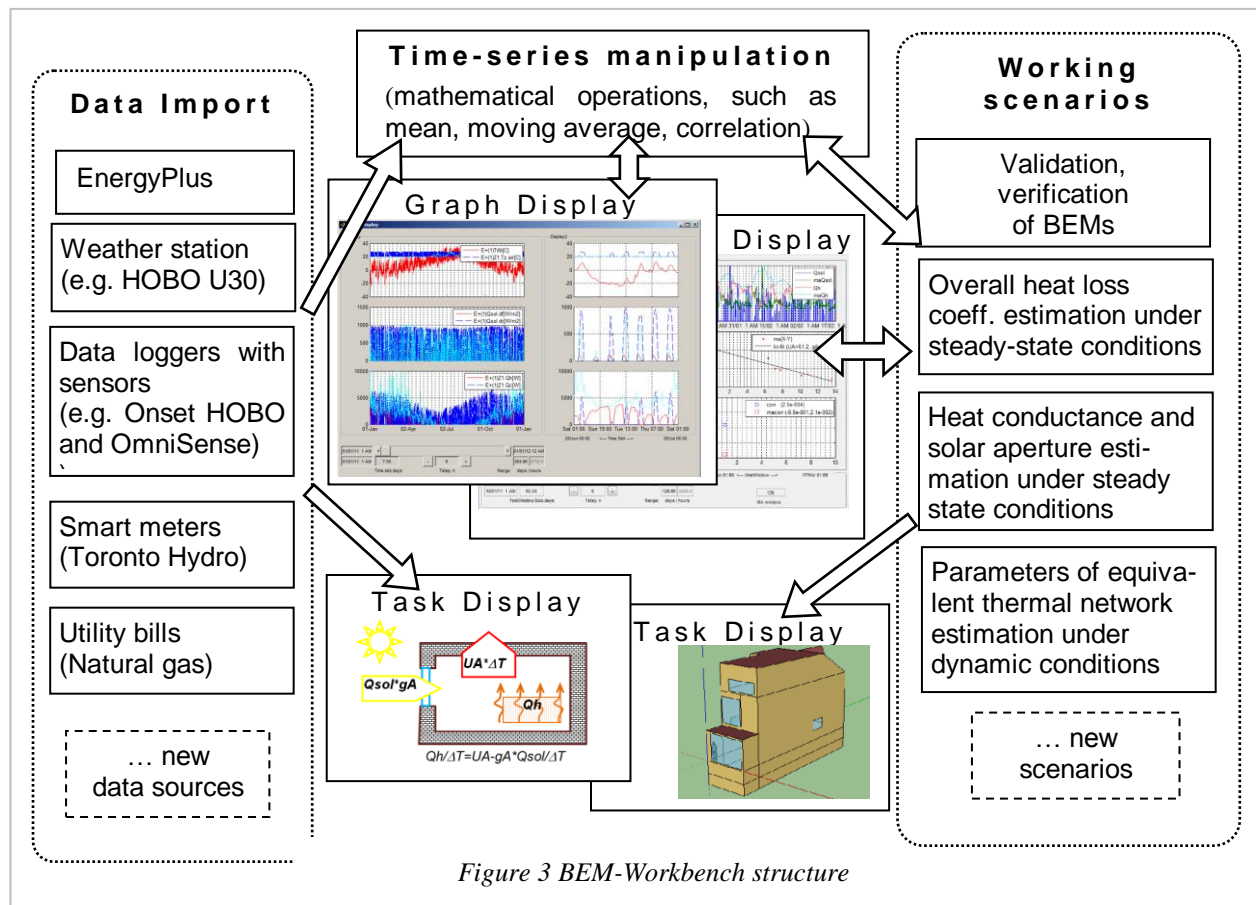 Time-series manipulation
(mathematical operations, such as
mean, moving average, correlation)
Data Import
EnergyPlus
Weather station
(e.g. HOBO U30)
Data loggers with
sensors
(e.g. Onset HOBO
and OmniSense)
)
Smart meters
(Toronto Hydro)
Utility bills
(Natural gas)
… new
data sources
Graph Display
Display
Task Display
UA*ΔT
Qsol*gA
Qh
Qh/ΔT=UA-gA*Qsol/ΔT
Task Display
Working
scenarios
Validation,
verification
of BEMs
Overall heat loss
coeff. estimation under
steady-state conditions
Heat conductance and
solar aperture esti-
mation under steady
state conditions
Parameters of equiva-
lent thermal network
estimation under
dynamic conditions
… new
scenarios
Figure 3 BEM-Workbench structure